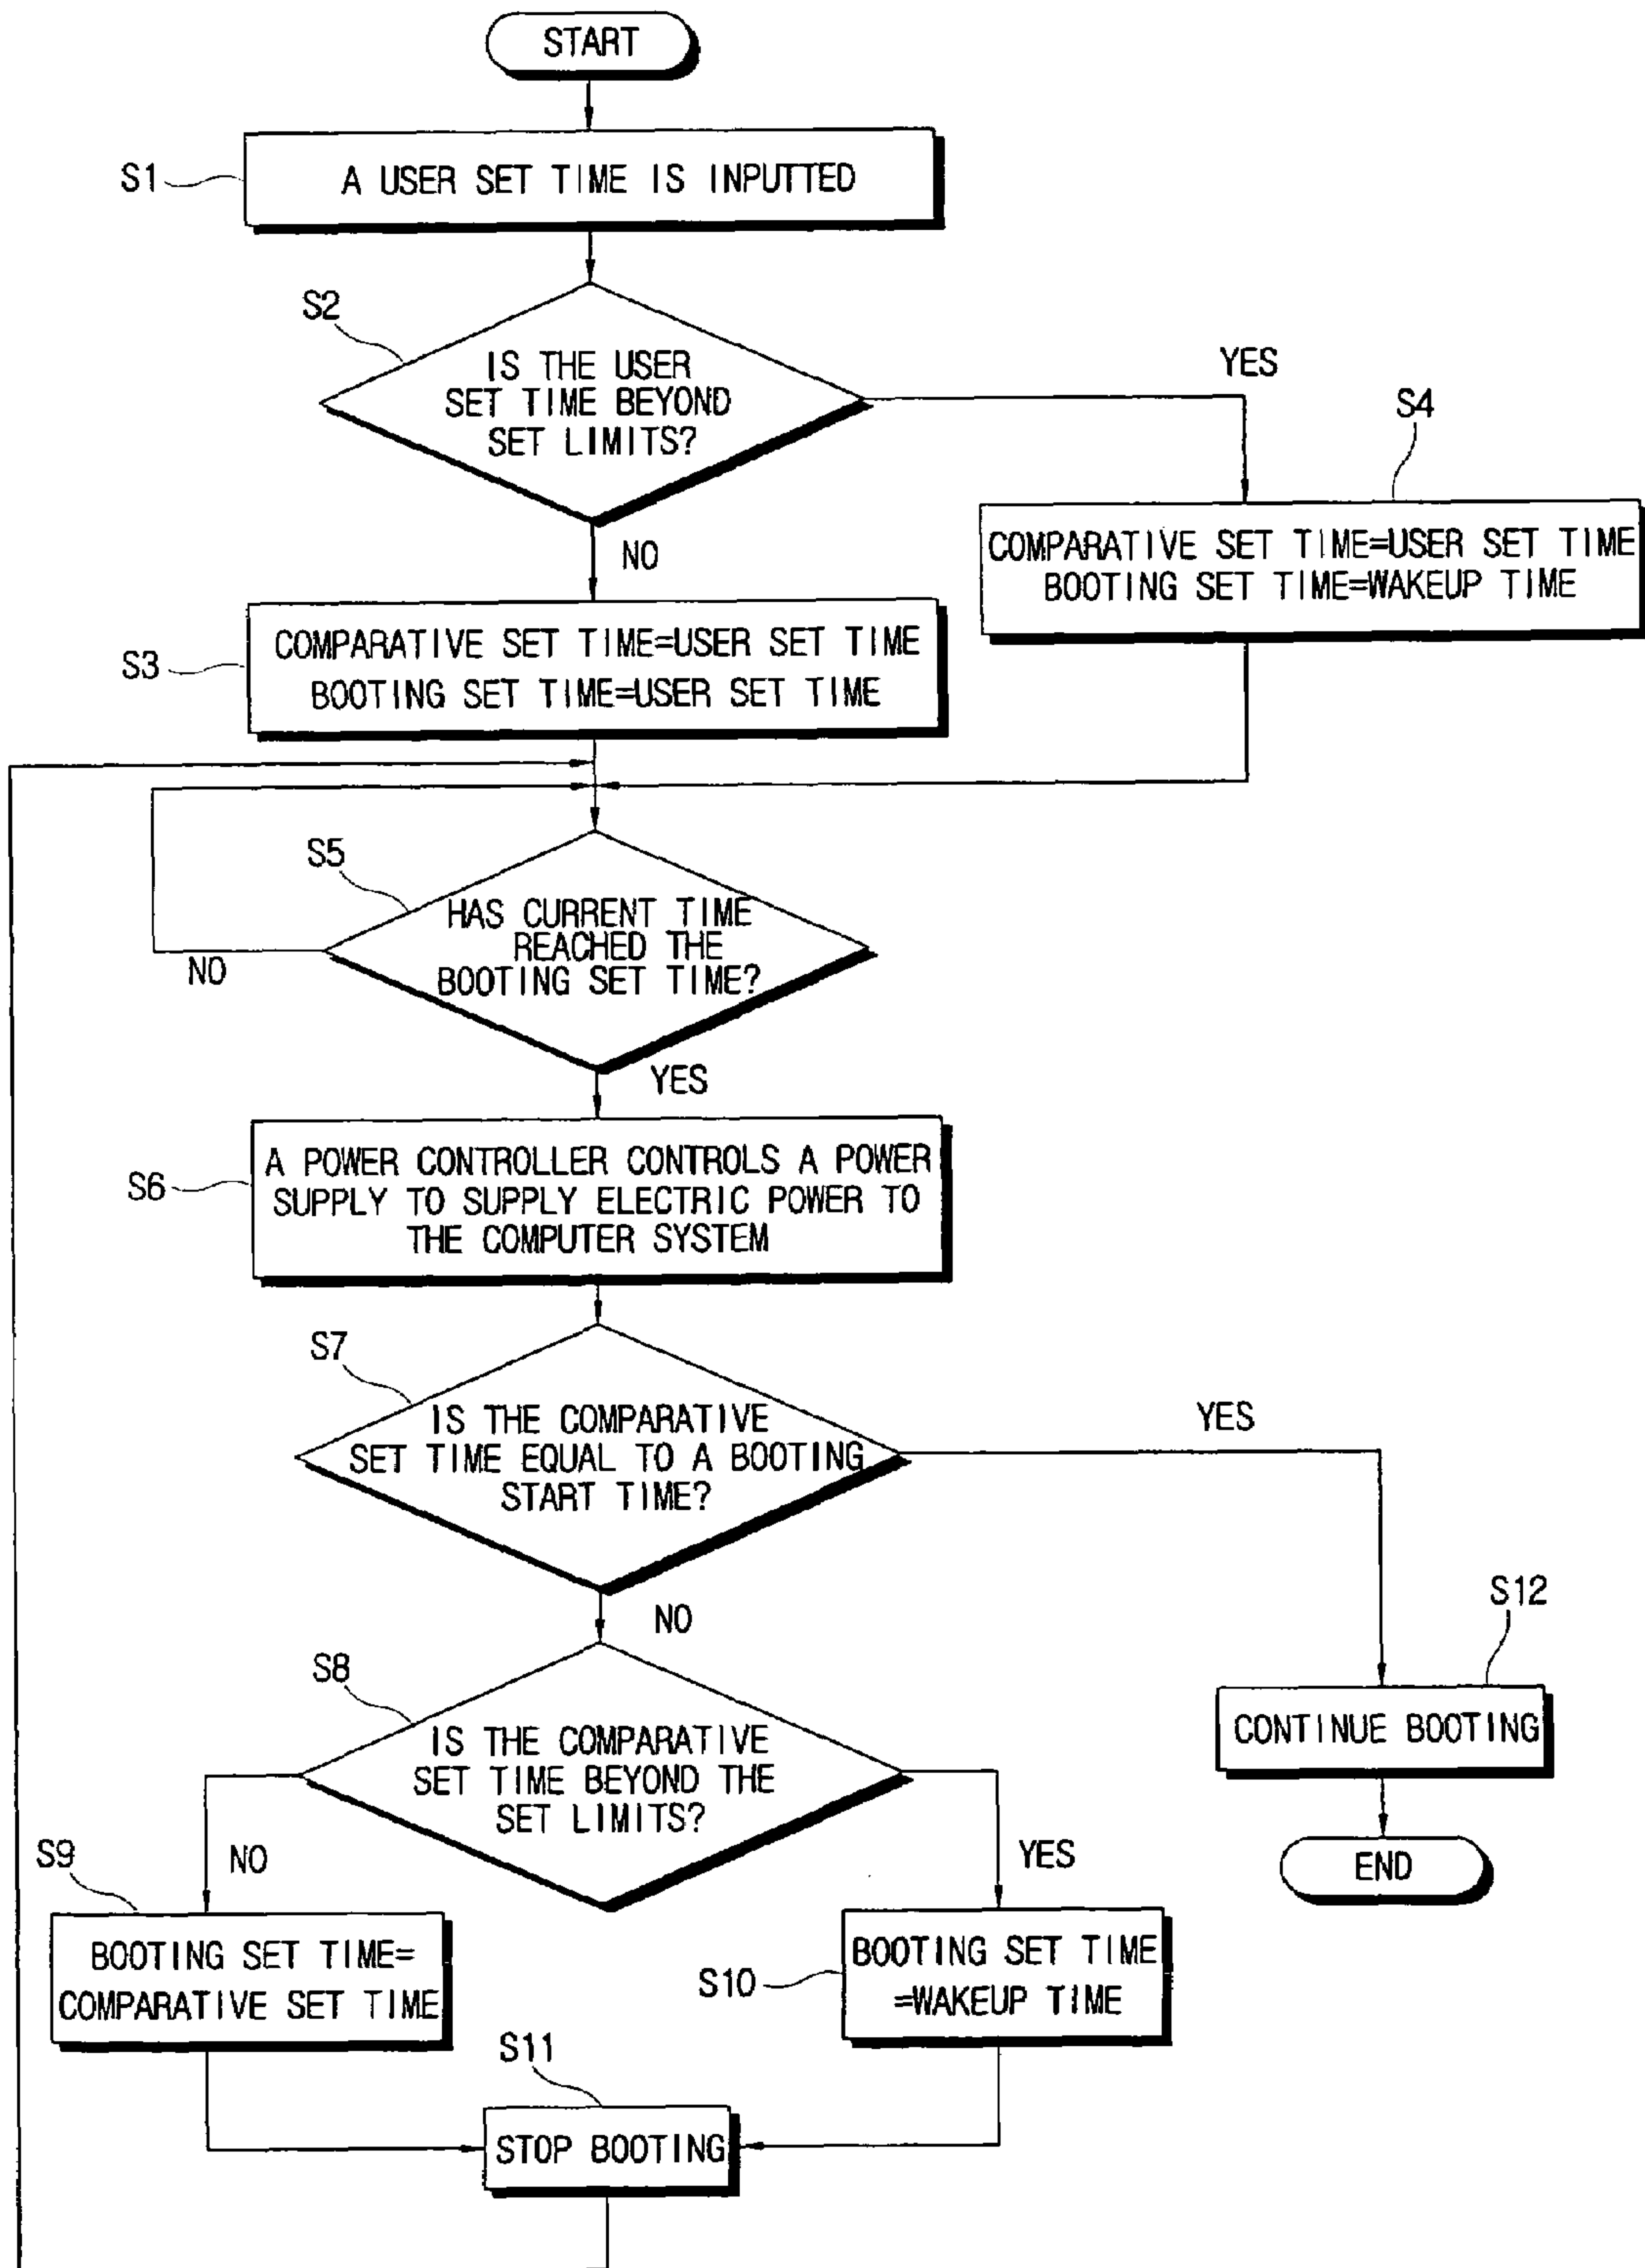 START
S1
A USER SET TIME IS INPUTTED
S2
IS THE USER
SET TIME BEYOND
SET LIMITS?
YES
S4
NO
COMPARATIVE SET TIME=USER SET TIME
BOOTING SET TIME=WAKEUP TIME
S3
COMPARATIVE SET TIME=USER SET TIME
BOOTING SET TIME=USER SET TIME
S5
HAS CURRENT TIME
REACHED THE
BOOTING SET TIME?
NO
YES
S6
A POWER CONTROLLER CONTROLS A POWER
SUPPLY TO SUPPLY ELECTRIC POWER TO
THE COMPUTER SYSTEM
S7
IS THE COMPARATIVE
SET TIME EQUAL TO A BOOTING
START TIME?
YES
NO
S12
CONTINUE BOOTING
END
S8
IS THE COMPARATIVE
SET TIME BEYOND THE
SET LIMITS?
NO
YES
S9
BOOTING SET TIME=
COMPARATIVE SET TIME
S10
BOOTING SET TIME
=WAKEUP TIME
S11
STOP BOOTING